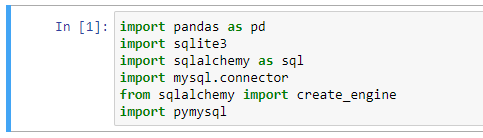 In [1]: import pandas as pd
import sqlite3
import sqlalchemy as sql
import mysql.connector
from sqlalchemy import create_engine
import pymysql